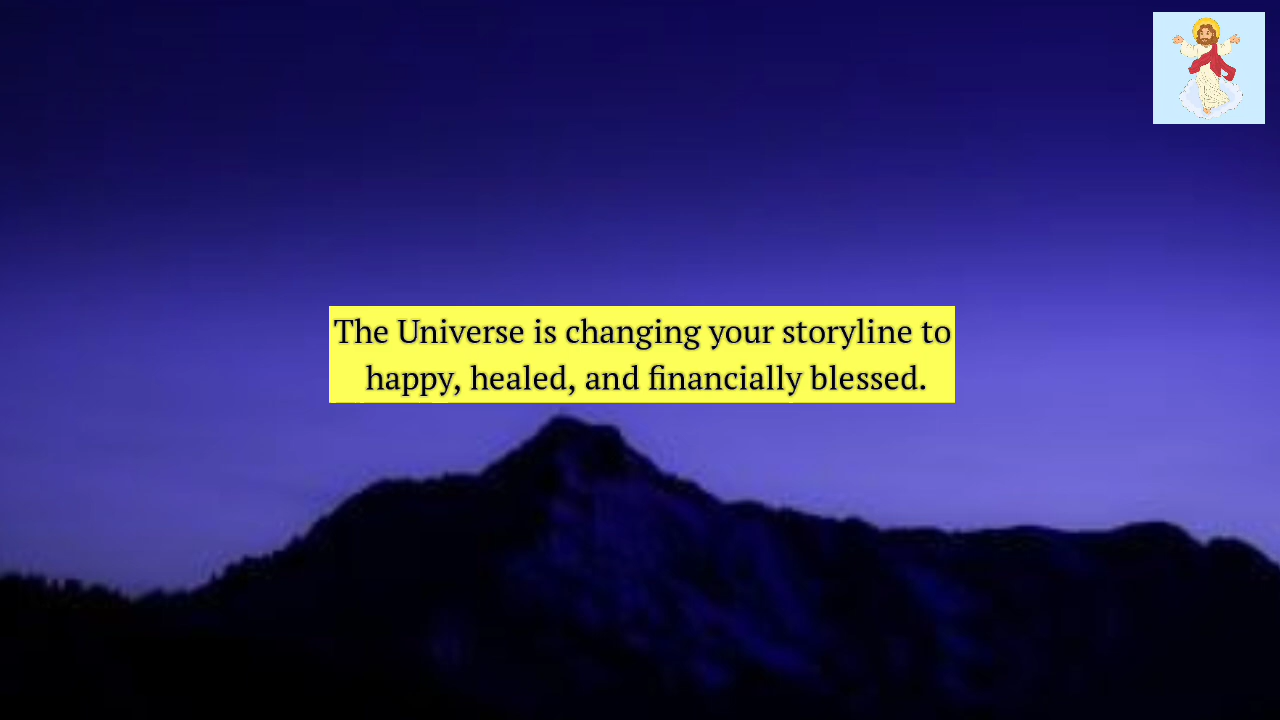 The Universe is changing your storyline to
happy, healed, and financially blessed.